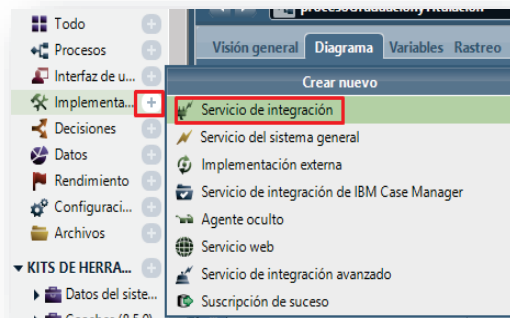 procesoGraduacionyTitulacion
Todo
Procesos
Visión general Diagrama Variables Rastreo
Interfaz de u...
Crear nuevo
Implementa...
Servicio de integración
Decisiones
Servicio del sistema general
Datos
Implementación externa
Rendimiento
Servicio de integración de IBM Case Manager
Configuraci...
Agente oculto
Archivos
Servicio web
KITS DE HERRA...
Servicio de integración avanzado
Datos del siste...
Suscripción de suceso